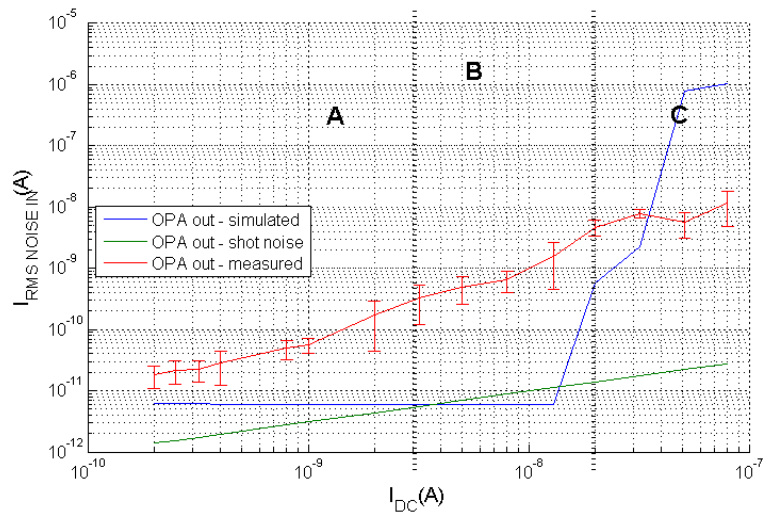 10^-5
10^-6
10^-7
10^-8
10^-9
10^-10
10^-11
10^-12
I_RMS NOISE IN(A)
A
B
C
OPA out - simulated
OPA out - shot noise
OPA out - measured
10^-10
10^-9
10^-8
10^-7
I_DC(A)